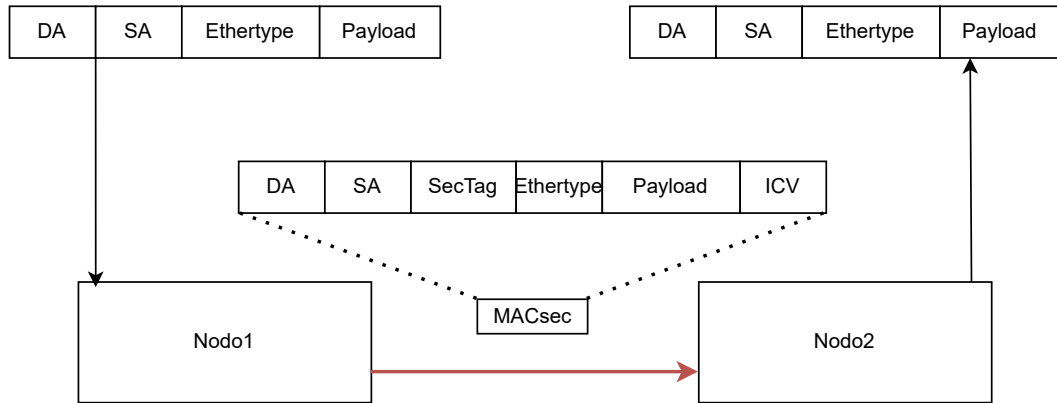 DA SA Ethertype Payload
DA SA Ethertype Payload
DA SA SecTag Ethertype Payload ICV
MACsec
Nodo1
Nodo2